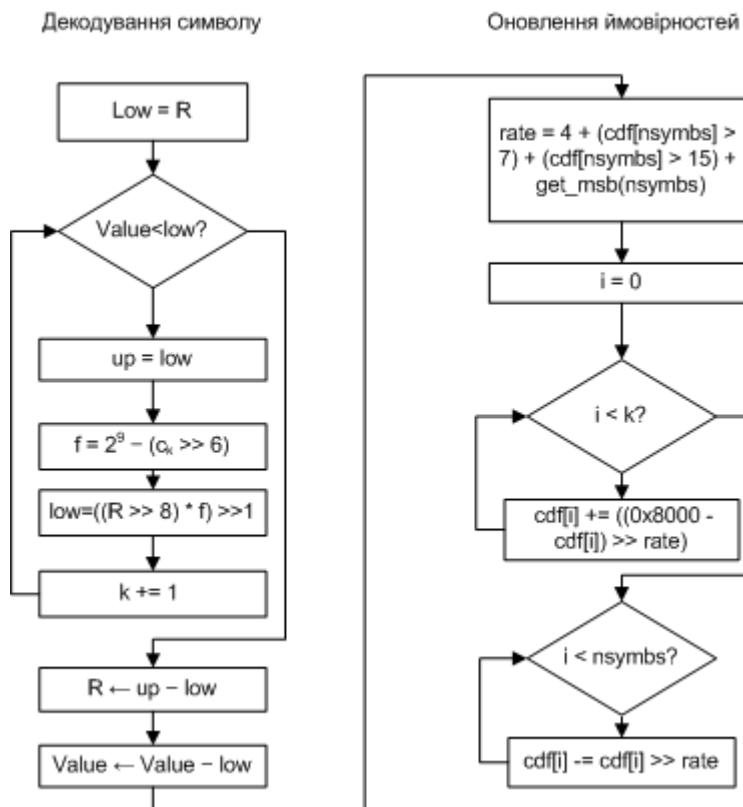 Декодування символу
Low = R
Value<low?
up = low
f = 2⁹ – (cₖ >> 6)
low=((R >> 8) * f) >>1
k += 1
R ← up – low
Value ← Value – low
Оновлення ймовірностей
rate = 4 + (cdf[nsymbs] >
7) + (cdf[nsymbs] > 15) +
get_msb(nsymbs)
i = 0
i < k?
cdf[i] += ((0x8000 -
cdf[i]) >> rate)
i < nsymbs?
cdf[i] -= cdf[i] >> rate